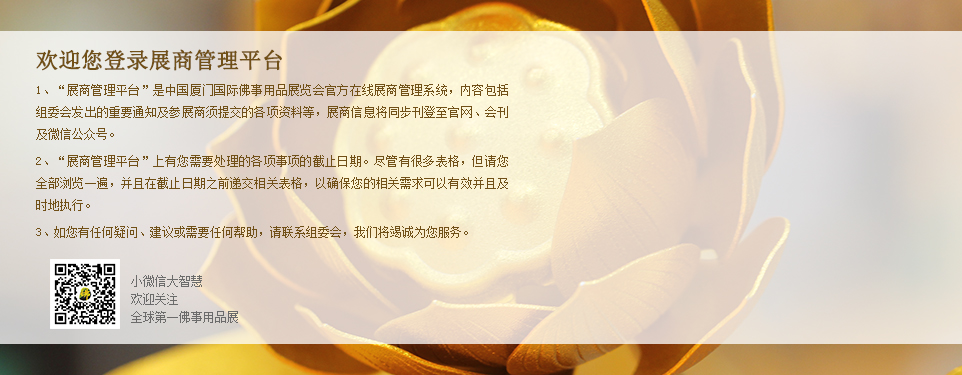 欢迎您登录展商管理平台
1、“展商管理平台”是中国厦门国际佛事用品展览会官方在线展商管理系统，内容包括
组委会发出的重要通知及参展商须提交的各项资料等，展商信息将同步刊登至官网、会刊
及微信公众号。
2、“展商管理平台”上有您需要处理的各项事项的截止日期。尽管有很多表格，但请您
全部浏览一遍，并且在截止日期之前递交相关表格，以确保您的相关需求可以有效并且及
时地执行。
3、如您有任何疑问、建议或需要任何帮助，请联系组委会，我们将竭诚为您服务。
小微信大智慧
欢迎关注
全球第一佛事用品展